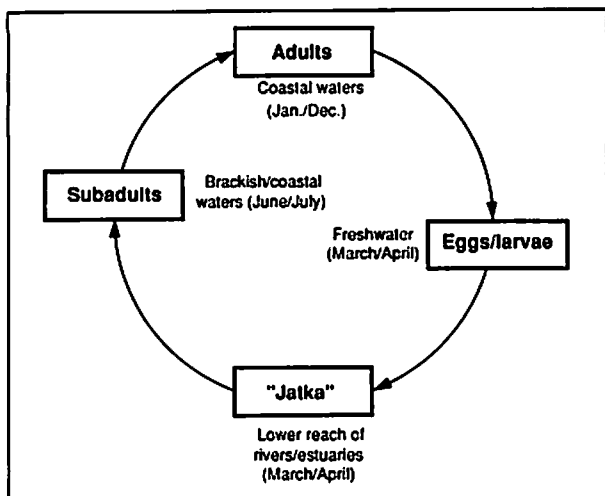 Adults
Coastal waters
(Jan./Dec.)
Subadults
Brackish/coastal
waters (June/July)
Freshwater
(March/April)
Eggs/larvae
"Jatka"
Lower reach of
rivers/estuaries
(March/April)